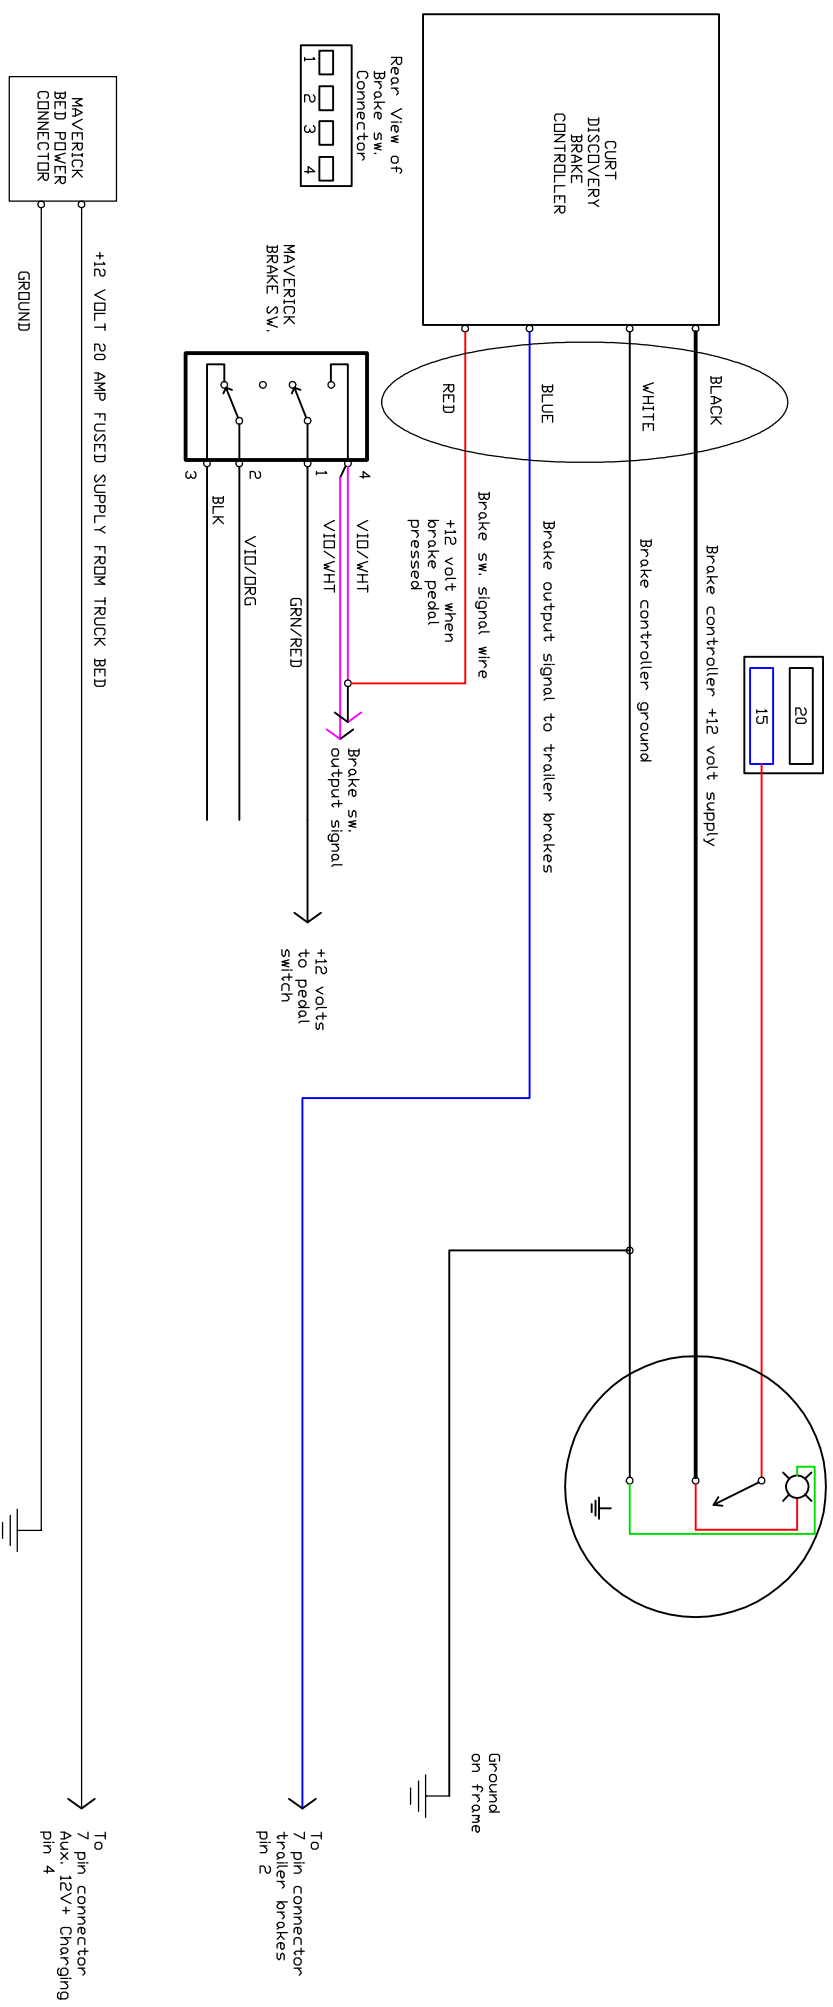 CURT
DISCOVERY
BRAKE
CONTROLLER
Rear View of
Brake sw.
Connector
1
2
3
4
MAVERICK
BED POWER
CONNECTOR
MAVERICK
BRAKE SW.
BLACK
WHITE
BLUE
RED
4
1
2
3
BLK
VIO/ORG
GRN/RED
VIO/WHT
VIO/WHT
20
15
Brake controller +12 volt supply
Brake controller ground
Brake output signal to trailer brakes
Brake sw. signal wire
+12 volt when
brake pedal
pressed
Brake sw.
output signal
+12 volts
to pedal
switch
+12 VOLT 20 AMP FUSED SUPPLY FROM TRUCK BED
GROUND
Ground
on frame
To
7 pin connector
trailer brakes
pin 2
To
7 pin connector
Aux. 12V+ Charging
pin 4